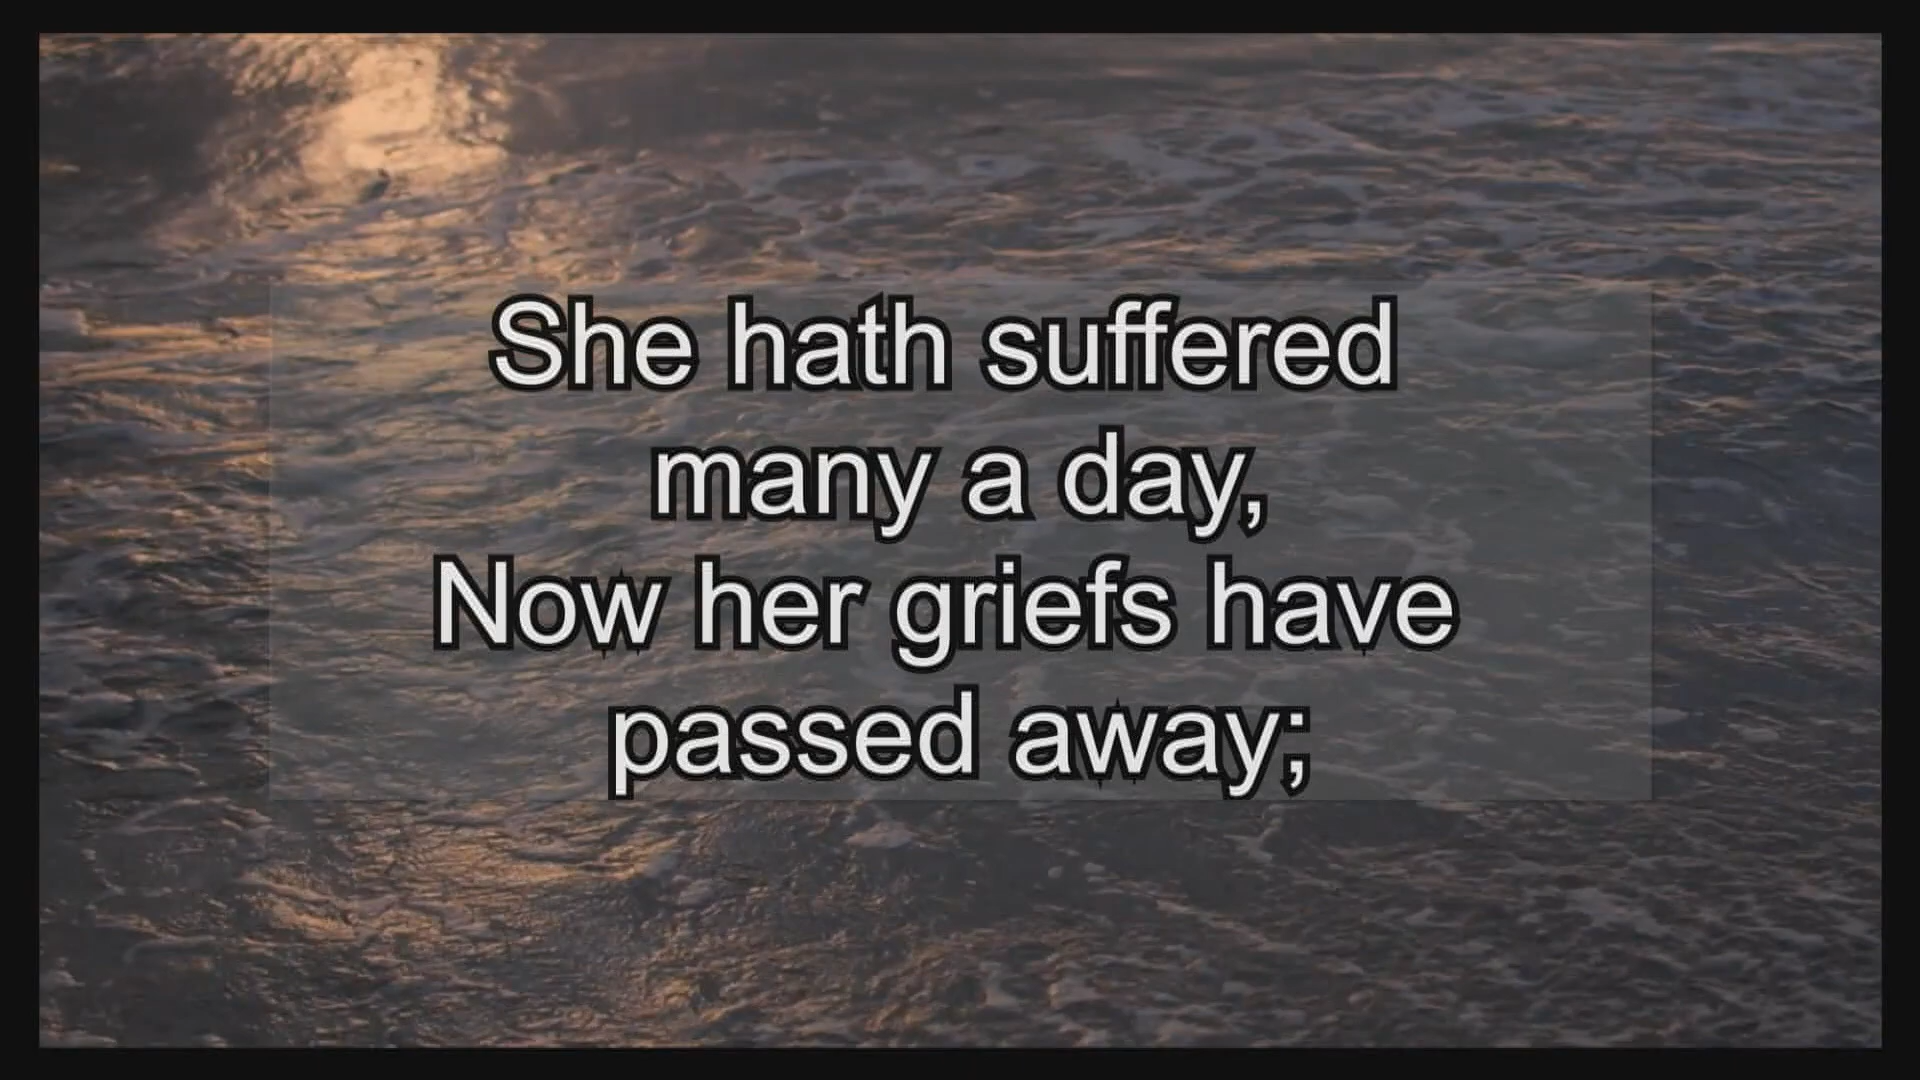 She hath suffered
many a day,
Now her griefs have
passed away;